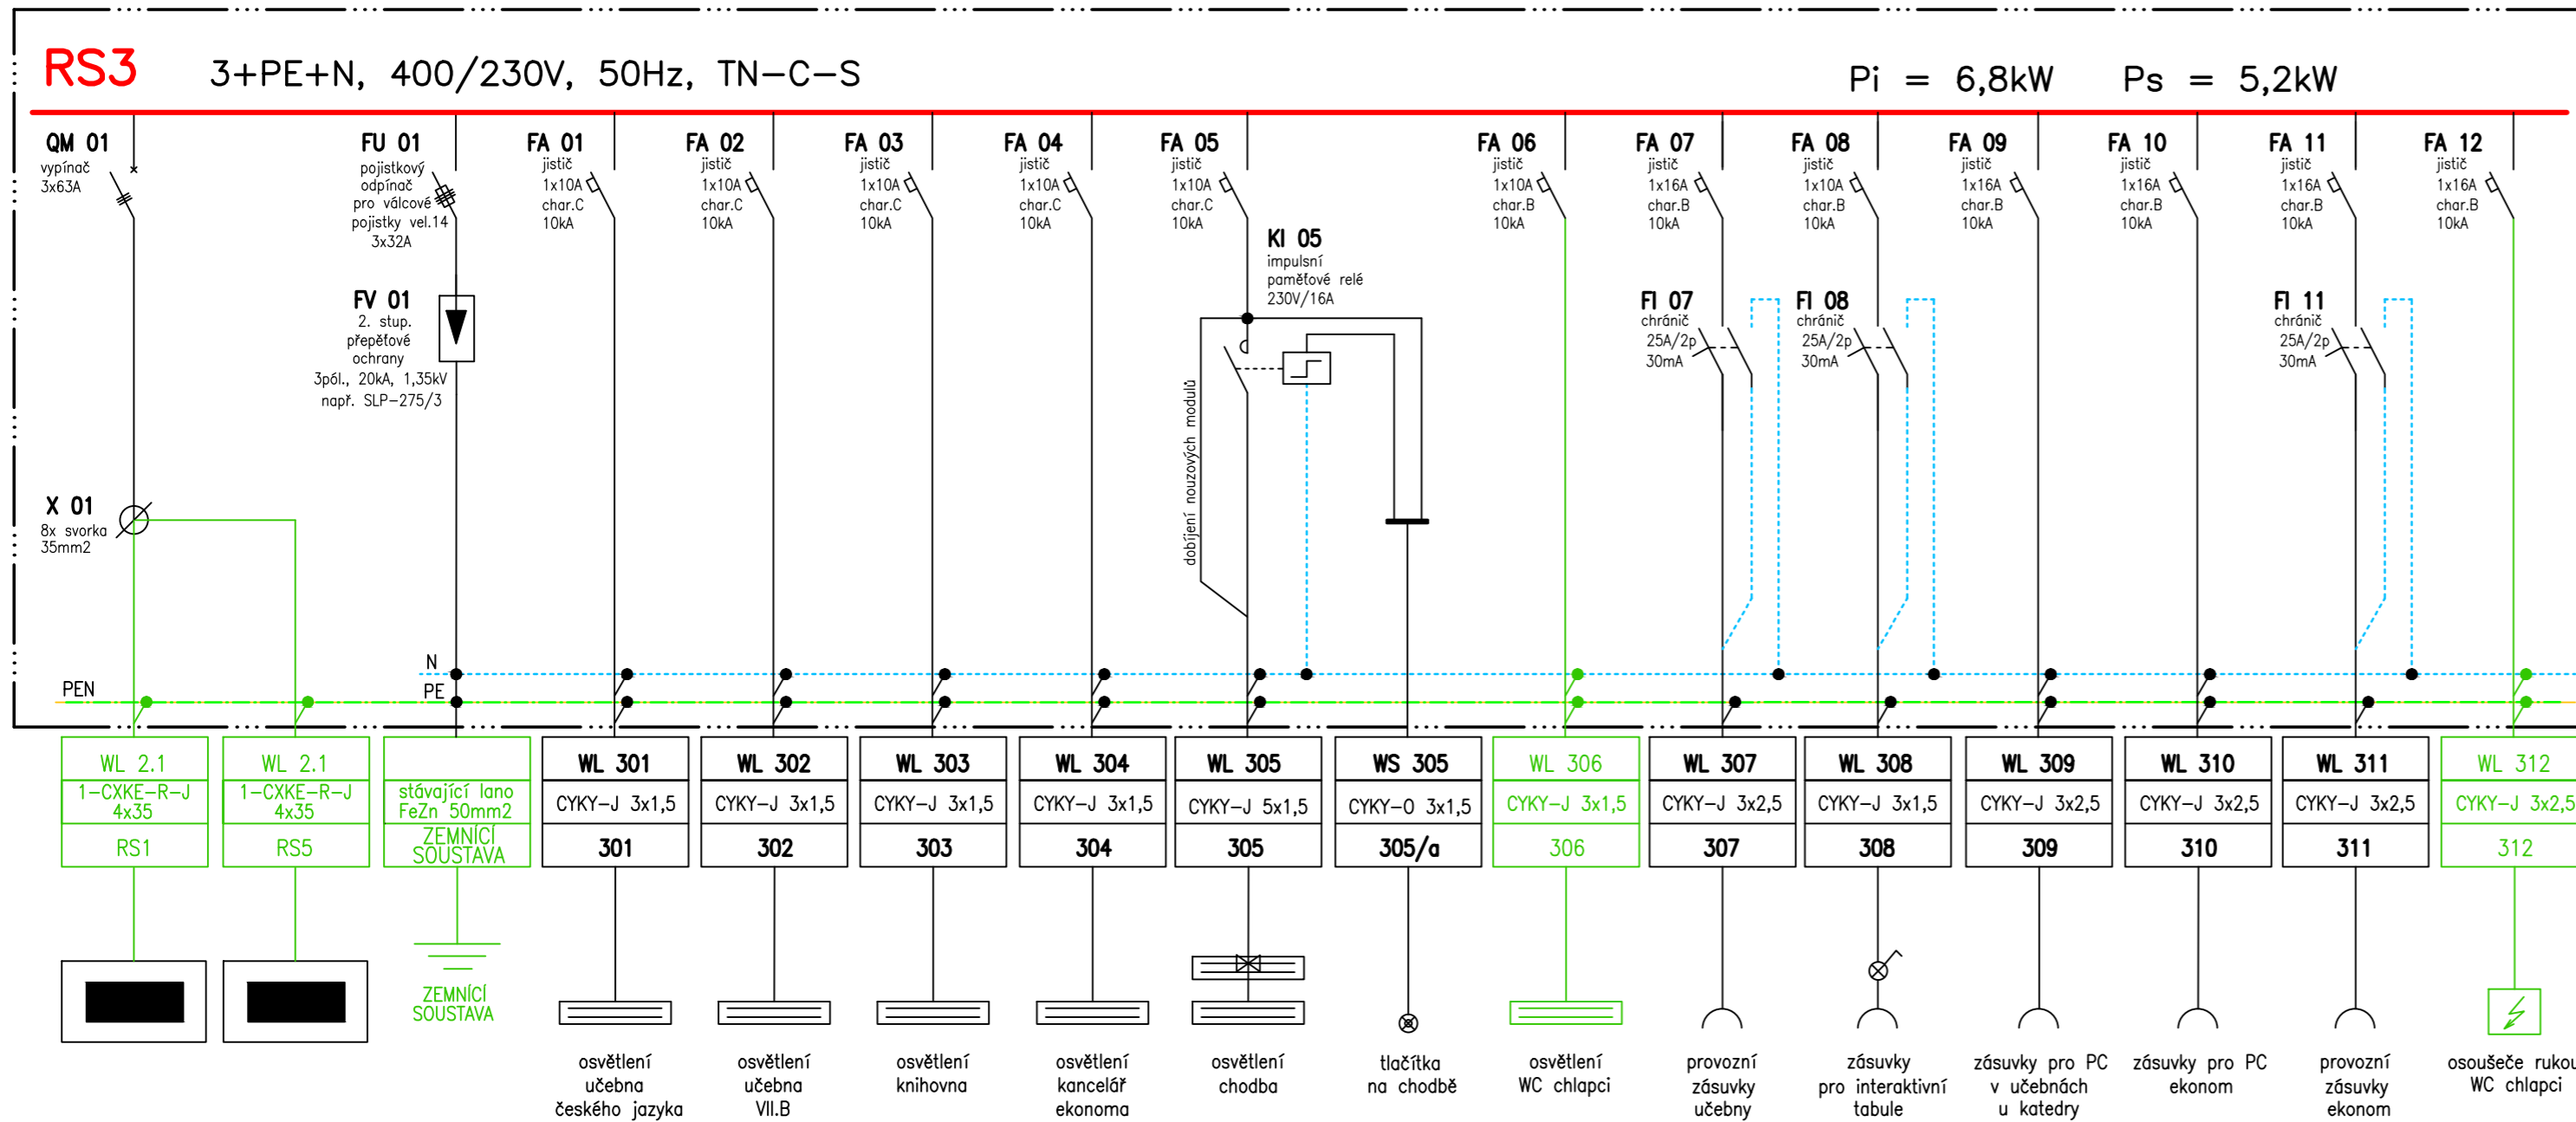 RS3 3+PE+N, 400/230V, 50Hz, TN-C-S Pi = 6,8kW Ps = 5,2kW
QM 01
vypínač
3x63A
FU 01
pojistkový
odpínač
pro válcové
pojistky vel.14
3x32A
FA 01
jistič
1x10A
char.C
10kA
FA 02
jistič
1x10A
char.C
10kA
FA 03
jistič
1x10A
char.C
10kA
FA 04
jistič
1x10A
char.C
10kA
FA 05
jistič
1x10A
char.C
10kA
FA 06
jistič
1x10A
char.B
10kA
FA 07
jistič
1x16A
char.B
10kA
FA 08
jistič
1x10A
char.B
10kA
FA 09
jistič
1x16A
char.B
10kA
FA 10
jistič
1x16A
char.B
10kA
FA 11
jistič
1x16A
char.B
10kA
FA 12
jistič
1x16A
char.B
10kA
KI 05
impulsní
paměťové relé
230V/16A
FV 01
2. stup.
přepěťové
ochrany
3pól., 20kA, 1,35kV
např. SLP-275/3
FI 07
chránič
25A/2p
30mA
FI 08
chránič
25A/2p
30mA
FI 11
chránič
25A/2p
30mA
dobíjení nouzových modulů
X 01
8x svorka
35mm2
N
PEN
PE
WL 2.1
1-CXKE-R-J
4x35
RS1
WL 2.1
1-CXKE-R-J
4x35
RS5
stávající lano
FeZn 50mm2
ZEMNÍCÍ
SOUSTAVA
WL 301
CYKY-J 3x1,5
301
WL 302
CYKY-J 3x1,5
302
WL 303
CYKY-J 3x1,5
303
WL 304
CYKY-J 3x1,5
304
WL 305
CYKY-J 5x1,5
305
WS 305
CYKY-O 3x1,5
305/a
WL 306
CYKY-J 3x1,5
306
WL 307
CYKY-J 3x2,5
307
WL 308
CYKY-J 3x1,5
308
WL 309
CYKY-J 3x2,5
309
WL 310
CYKY-J 3x2,5
310
WL 311
CYKY-J 3x2,5
311
WL 312
CYKY-J 3x2,5
312
ZEMNÍCÍ
SOUSTAVA
osvětlení
učebna
českého jazyka
osvětlení
učebna
VII.B
osvětlení
knihovna
osvětlení
kancelář
ekonoma
osvětlení
chodba
tlačítka
na chodbě
osvětlení
WC chlapci
provozní
zásuvky
učebny
zásuvky
pro interaktivní
tabule
zásuvky pro PC
v učebnách
u katedry
zásuvky pro PC
ekonom
provozní
zásuvky
ekonom
osoušeče rukou
WC chlapci